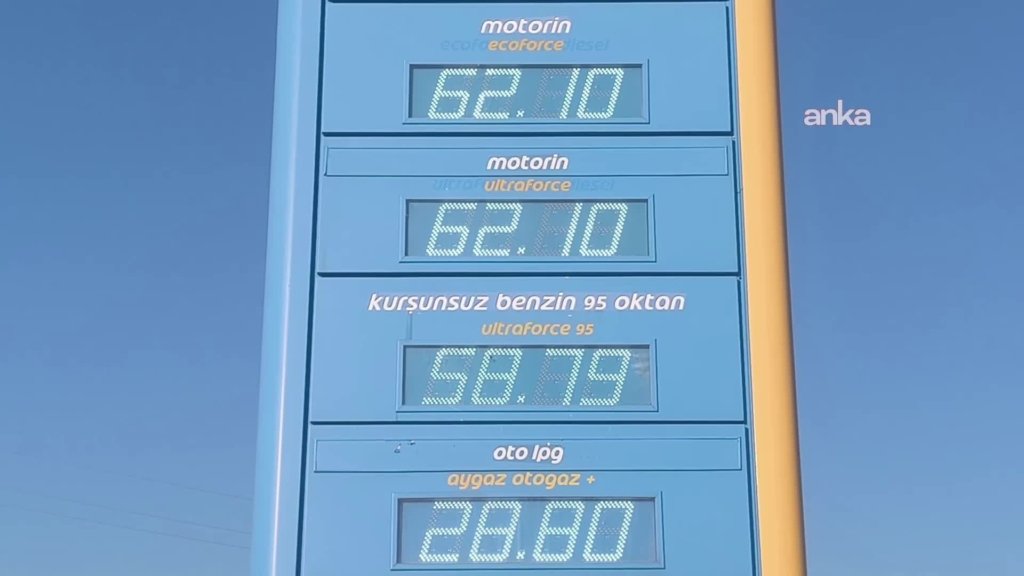 motorin
ecoforce
62.10
anka
motorin
ultraforce
62.10
kurşunsuz benzin 95 oktan
ultraforce 95
58.79
oto lpg
aygaz otogaz +
28.80